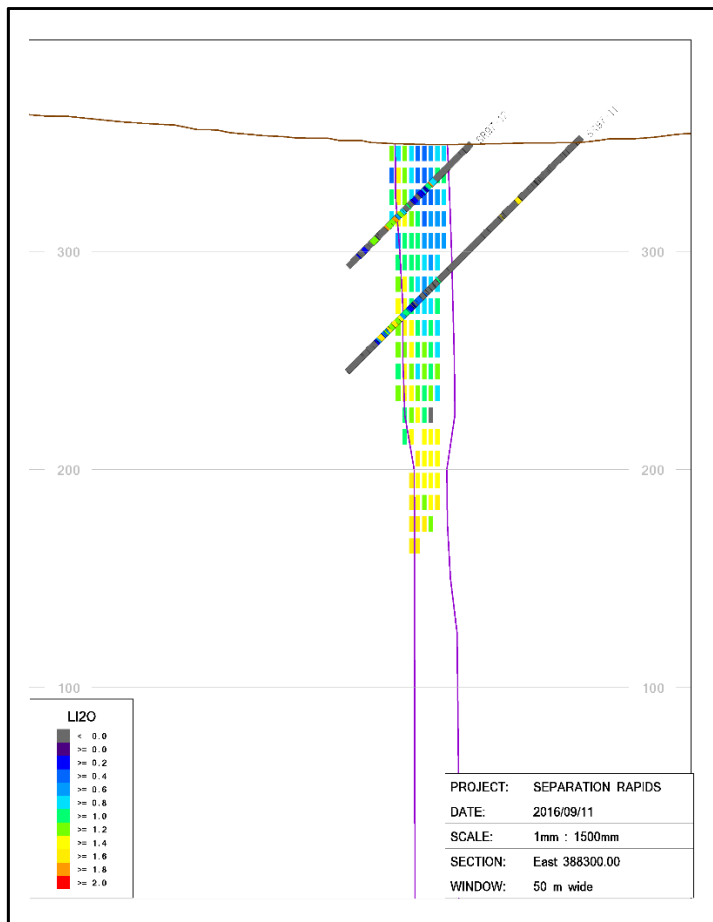 SR97.11
300 300
200 200
100 100
LI2O
< 0.0
>= 0.0
>= 0.2
>= 0.4
>= 0.6
>= 0.8
>= 1.0
>= 1.2
>= 1.4
>= 1.6
>= 1.8
>= 2.0
PROJECT: SEPARATION RAPIDS
DATE: 2016/09/11
SCALE: 1mm : 1500mm
SECTION: East 388300.00
WINDOW: 50 m wide